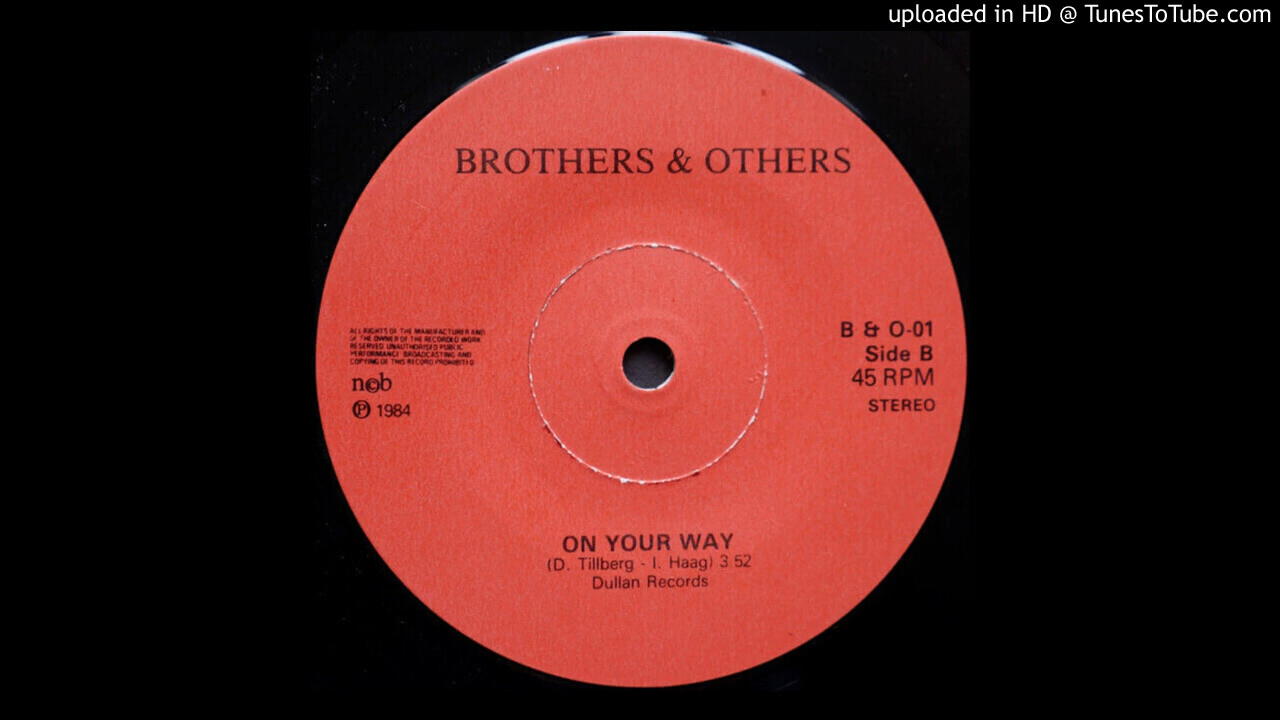 uploaded in HD @ TunesToTube.com
BROTHERS & OTHERS
ALL RIGHTS OF THE MANUFACTURER AND
OF THE OWNER OF THE RECORDED WORK
RESERVED UNAUTHORISED PUBLIC
PERFORMANCE BROADCASTING AND
COPYING OF THIS RECORD PROHIBITED
n©b
℗ 1984
B & O-01
Side B
45 RPM
STEREO
ON YOUR WAY
(D. Tillberg - I. Haag) 3 52
Dullan Records